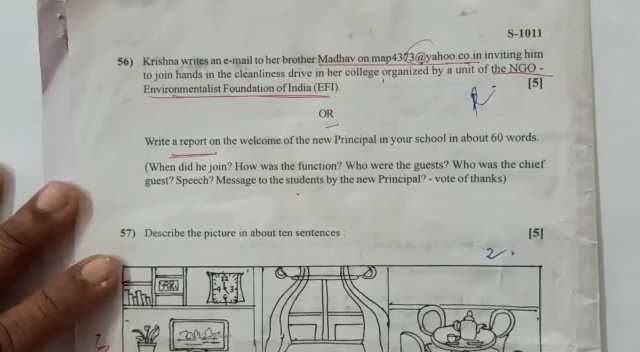 S-1011
56) Krishna writes an e-mail to her brother Madhav on map4373@yahoo.co.in inviting him
to join hands in the cleanliness drive in her college organized by a unit of the NGO -
Environmentalist Foundation of India (EFI). [5]
OR
Write a report on the welcome of the new Principal in your school in about 60 words.
(When did he join? How was the function? Who were the guests? Who was the chief
guest? Speech? Message to the students by the new Principal? - vote of thanks)
57) Describe the picture in about ten sentences : [5]
2.